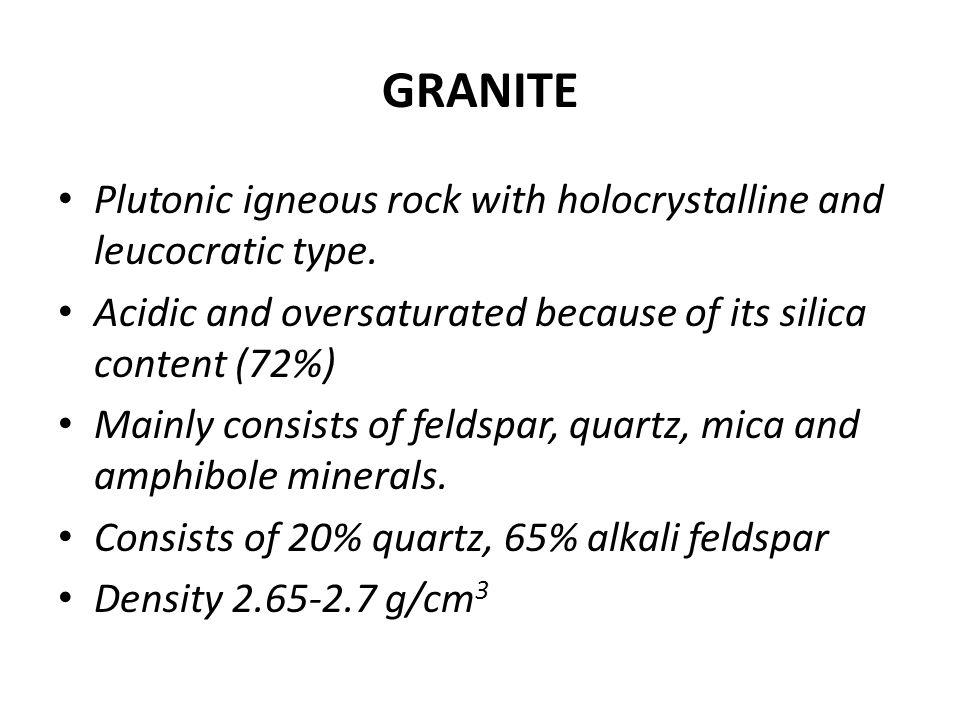 GRANITE
• Plutonic igneous rock with holocrystalline and
leucocratic type.
• Acidic and oversaturated because of its silica
content (72%)
• Mainly consists of feldspar, quartz, mica and
amphibole minerals.
• Consists of 20% quartz, 65% alkali feldspar
• Density 2.65-2.7 g/cm³